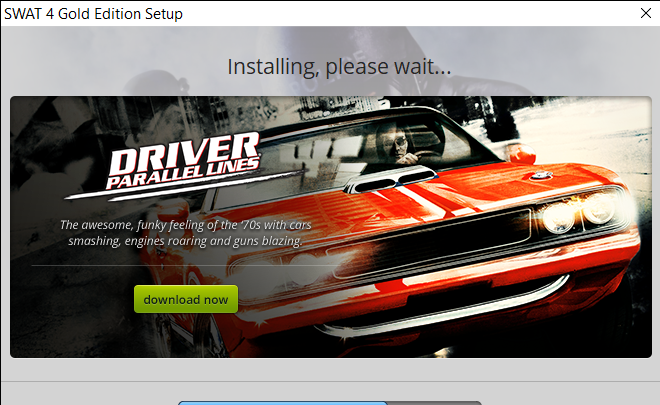 SWAT 4 Gold Edition Setup
Installing, please wait...
DRIVER
PARALLEL LINES
The awesome, funky feeling of the '70s with cars
smashing, engines roaring and guns blazing.
download now